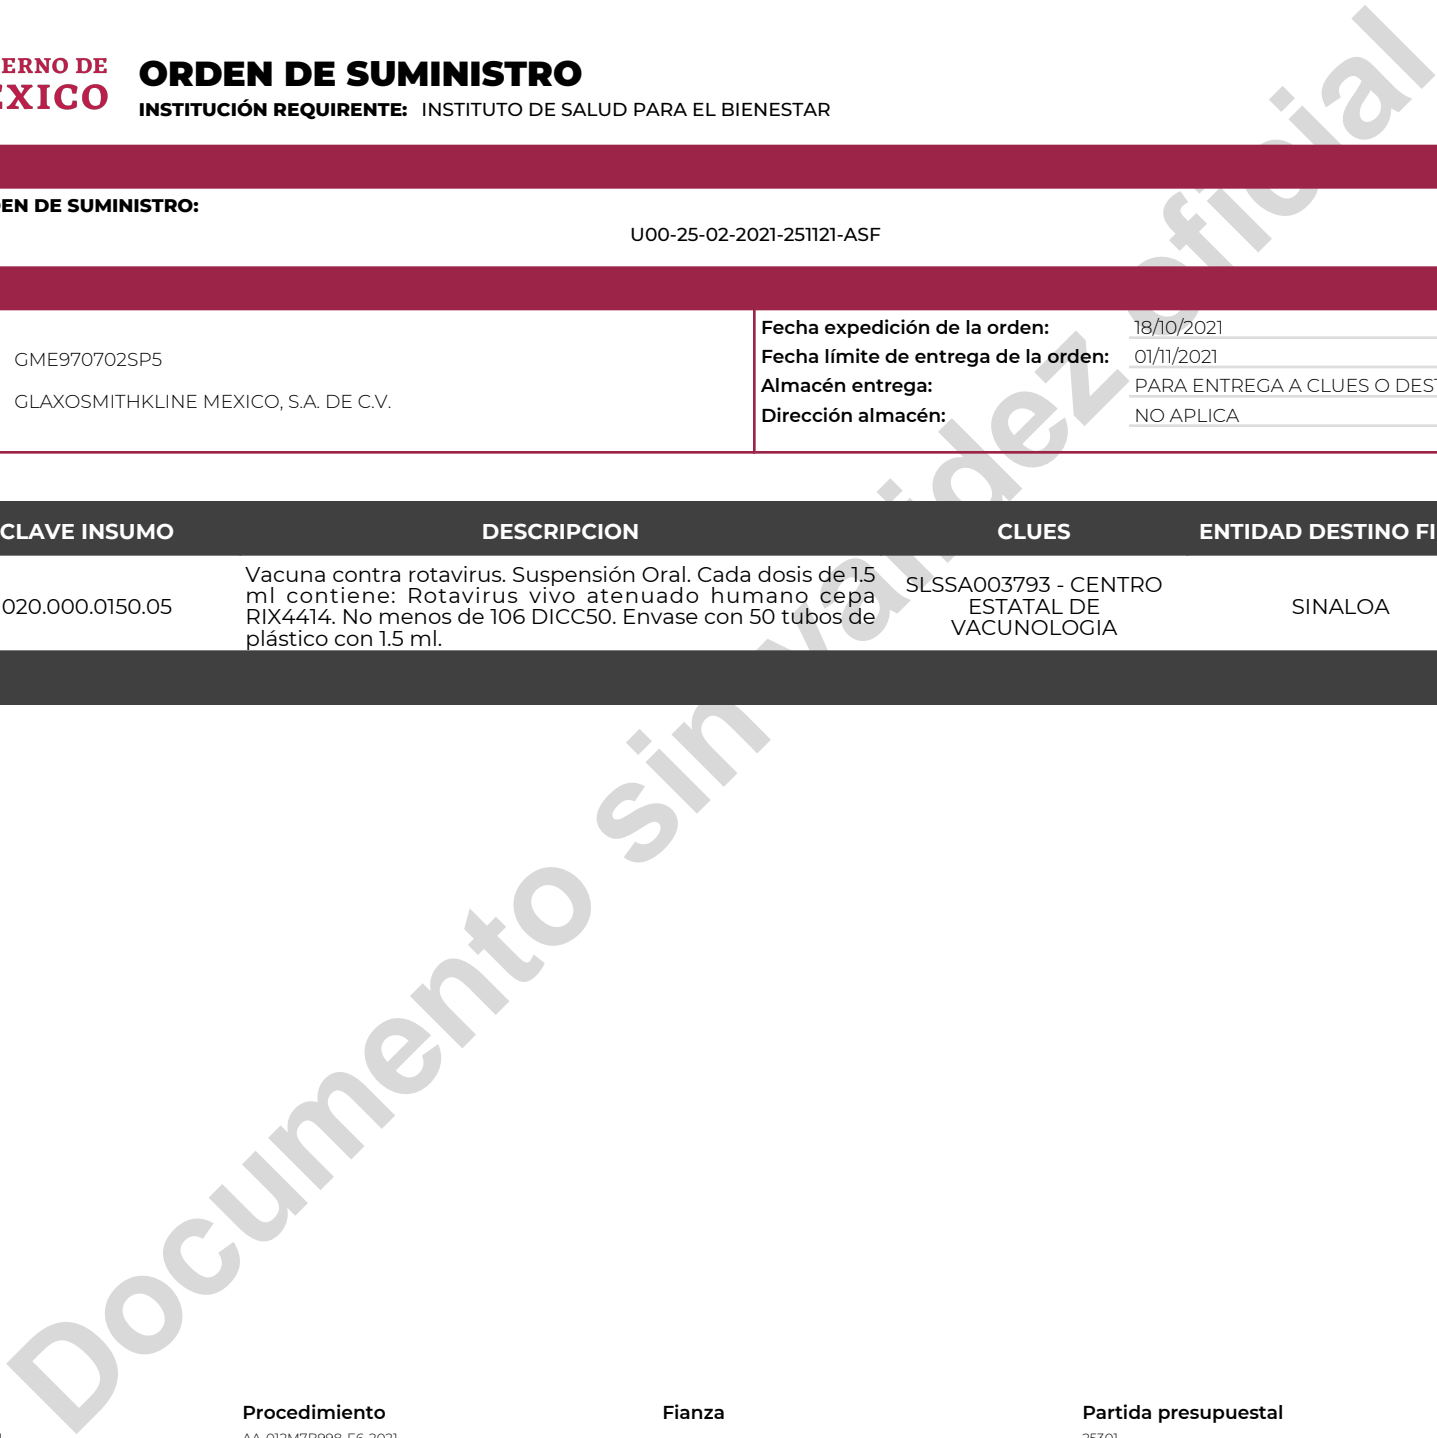 ERNO DE
EXICO
ORDEN DE SUMINISTRO
INSTITUCIÓN REQUIRENTE: INSTITUTO DE SALUD PARA EL BIENESTAR
EN DE SUMINISTRO:
U00-25-02-2021-251121-ASF
GME970702SP5
GLAXOSMITHKLINE MEXICO, S.A. DE C.V.
Fecha expedición de la orden: 18/10/2021
Fecha límite de entrega de la orden: 01/11/2021
Almacén entrega: PARA ENTREGA A CLUES O DEST
Dirección almacén: NO APLICA
CLAVE INSUMO DESCRIPCION CLUES ENTIDAD DESTINO FI
020.000.0150.05
Vacuna contra rotavirus. Suspensión Oral. Cada dosis de 1.5
ml contiene: Rotavirus vivo atenuado humano cepa
RIX4414. No menos de 106 DICC50. Envase con 50 tubos de
plástico con 1.5 ml.
SLSSA003793 - CENTRO
ESTATAL DE
VACUNOLOGIA
SINALOA
Documento sin validez oficial
Procedimiento Fianza Partida presupuestal